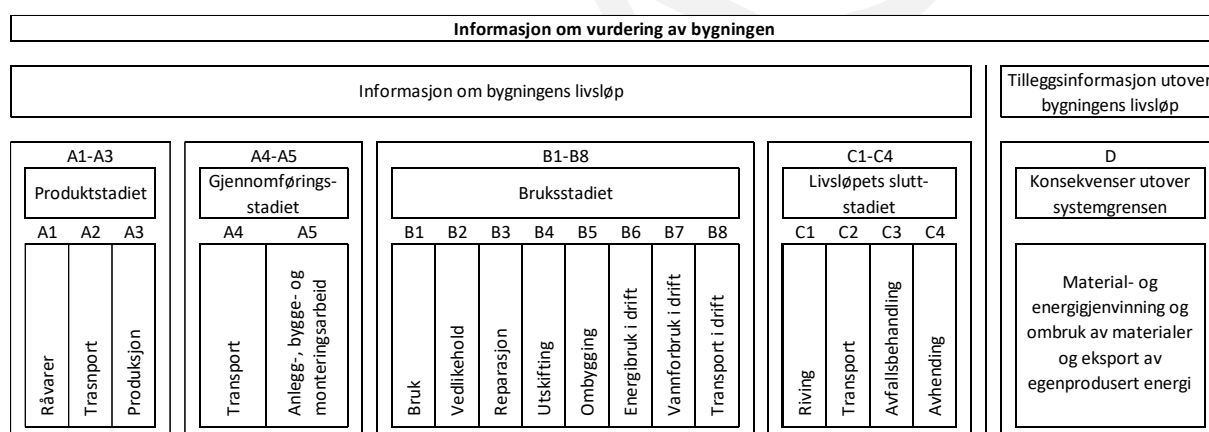 Informasjon om vurdering av bygningen
Informasjon om bygningens livsløp
Tilleggsinformasjon utover
bygningens livsløp
A1-A3
Produktstadiet
A1 A2 A3
Råvarer
Trasnport
Produksjon
A4-A5
Gjennomførings-
stadiet
A4 A5
Transport
Anlegg-, bygge- og
monteringsarbeid
B1-B8
Bruksstadiet
B1 B2 B3 B4 B5 B6 B7 B8
Bruk
Vedlikehold
Reparasjon
Utskifting
Ombygging
Energibruk i drift
Vannforbruk i drift
Transport i drift
C1-C4
Livsløpets slutt-
stadiet
C1 C2 C3 C4
Riving
Transport
Avfallsbehandling
Avhending
D
Konsekvenser utover
systemgrensen
Material- og
energigjenvinning og
ombruk av materialer
og eksport av
egenprodusert energi